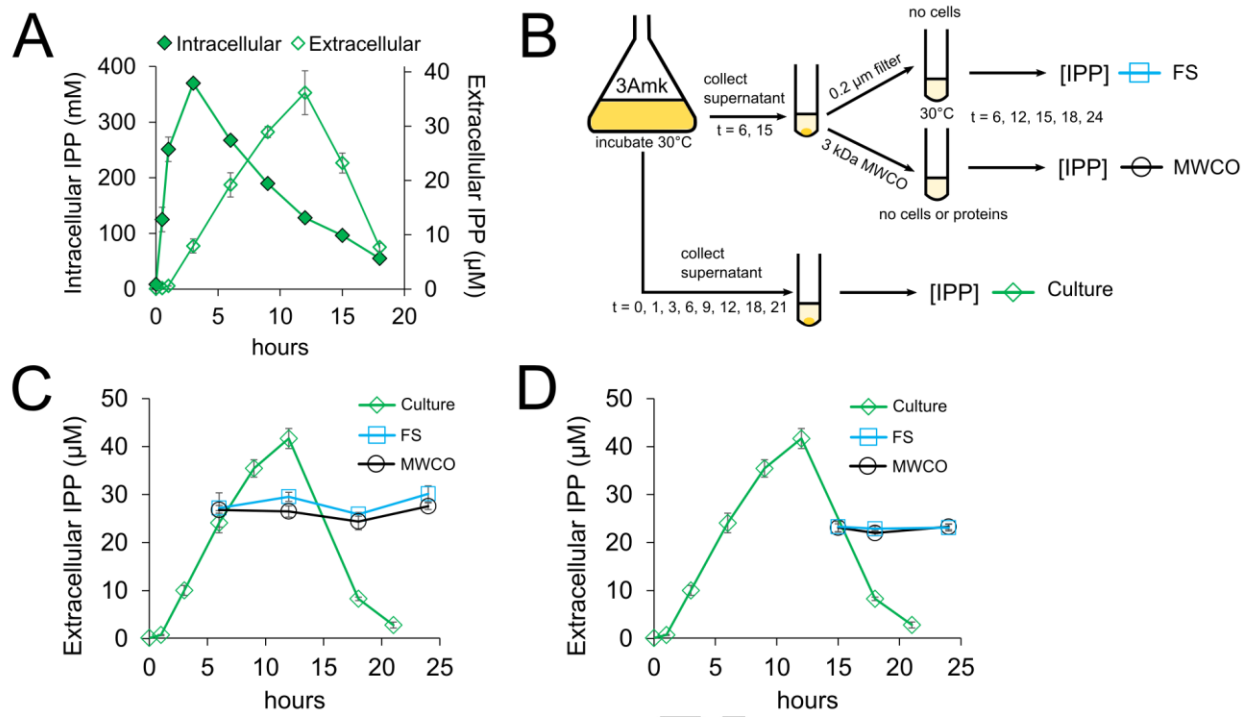 A
Intracellular
Extracellular
Intracellular IPP (mM)
400
300
200
100
0
Extracellular IPP (µM)
40
30
20
10
0
0
5
10
15
20
hours
B
3Amk
incubate 30°C
collect
supernatant
t = 6, 15
0.2 µm filter
3 kDa MWCO
no cells
30°C
t = 6, 12, 15, 18, 24
no cells or proteins
[IPP]
FS
[IPP]
MWCO
collect
supernatant
t = 0, 1, 3, 6, 9, 12, 18, 21
[IPP]
Culture
C
Extracellular IPP (µM)
50
40
30
20
10
0
0
5
10
15
20
25
hours
Culture
FS
MWCO
D
Extracellular IPP (µM)
50
40
30
20
10
0
0
5
10
15
20
25
hours
Culture
FS
MWCO